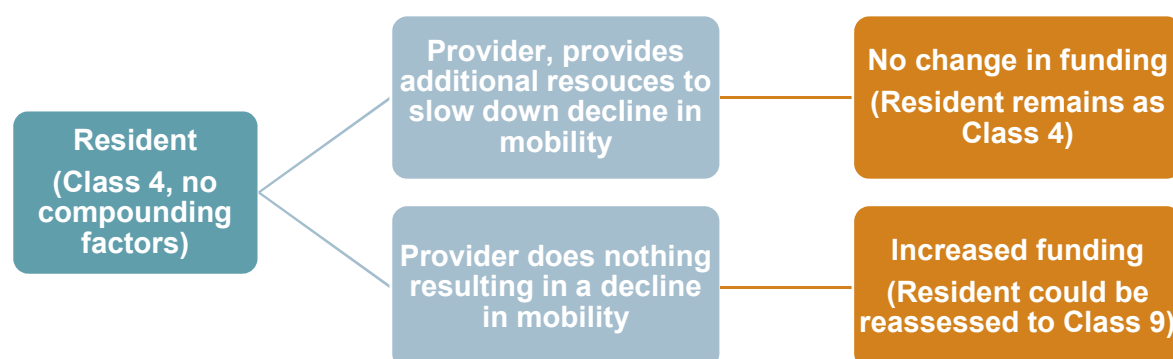 Resident
(Class 4, no
compounding
factors)
Provider, provides
additional resouces to
slow down decline in
mobility
No change in funding
(Resident remains as
Class 4)
Provider does nothing
resulting in a decline
in mobility
Increased funding
(Resident could be
reassessed to Class 9)